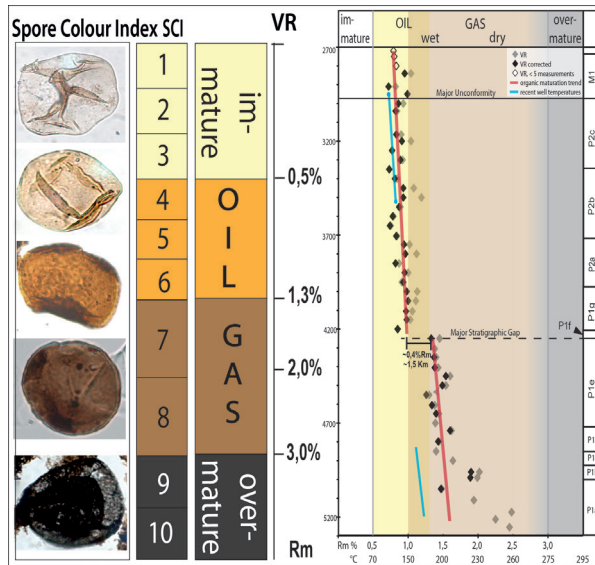 Spore Colour Index SCI
VR
1
2
3
4
5
6
7
8
9
10
im-
mature
O
I
L
G
A
S
over-
mature
0,5%
1,3%
2,0%
3,0%
Rm
im-
mature
OIL
GAS
wet
dry
over-
mature
VR
VR corrected
VR, < 5 measurements
organic maturation trend
recent well temperatures
Major Unconformity
Major Stratigraphic Gap
~0,4%Rm
~1,5 Km
2700
3200
3700
4200
4700
5200
M1
P2c
P2b
P2a
P1g
P1f
P1e
Rm % 0,5 1,0 1,5 2,0 2,5 3,0 3,5
°C 70 150 200 230 260 275 295